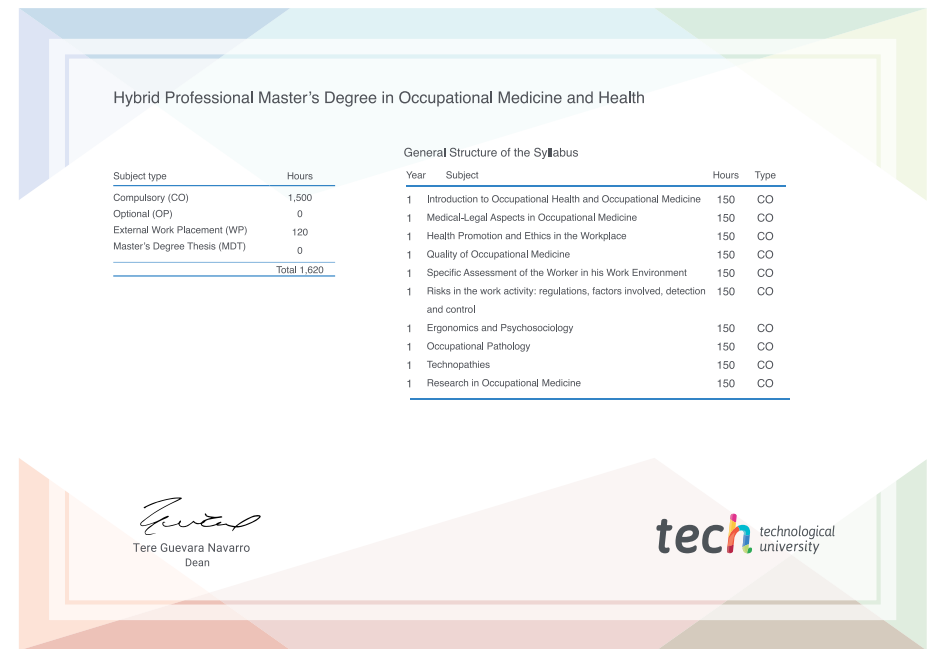 Hybrid Professional Master's Degree in Occupational Medicine and Health
Subject type Hours
Compulsory (CO) 1,500
Optional (OP) 0
External Work Placement (WP) 120
Master's Degree Thesis (MDT) 0
Total 1,620
General Structure of the Syllabus
Year Subject Hours Type
1 Introduction to Occupational Health and Occupational Medicine 150 CO
1 Medical-Legal Aspects in Occupational Medicine 150 CO
1 Health Promotion and Ethics in the Workplace 150 CO
1 Quality of Occupational Medicine 150 CO
1 Specific Assessment of the Worker in his Work Environment 150 CO
1 Risks in the work activity: regulations, factors involved, detection 150 CO
and control
1 Ergonomics and Psychosociology 150 CO
1 Occupational Pathology 150 CO
1 Technopathies 150 CO
1 Research in Occupational Medicine 150 CO
Tere Guevara Navarro
Dean
tech technological
university